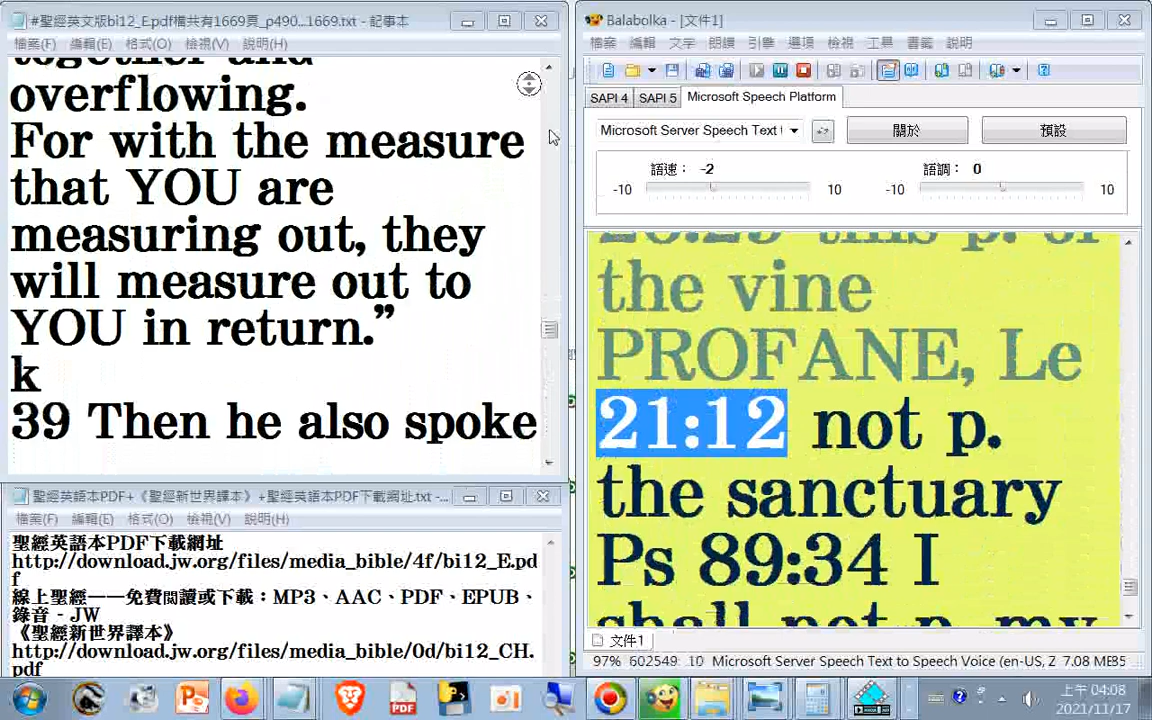 #聖經英文版bi12_E.pdf檔共有1669頁_p490...1669.txt - 記事本
檔案(F) 編輯(E) 格式(O) 檢視(V) 說明(H)
together and
overflowing.
For with the measure
that YOU are
measuring out, they
will measure out to
YOU in return.”
k
39 Then he also spoke
聖經英語本PDF+《聖經新世界譯本》+聖經英語本PDF下載網址.txt -...
檔案(F) 編輯(E) 格式(O) 檢視(V) 說明(H)
聖經英語本PDF下載網址
http://download.jw.org/files/media_bible/4f/bi12_E.pd
f
線上聖經——免費閱讀或下載：MP3、AAC、PDF、EPUB、
錄音 - JW
《聖經新世界譯本》
http://download.jw.org/files/media_bible/0d/bi12_CH.
pdf
Balabolka - [文件1]
檔案 編輯 文字 朗讀 引擎 選項 檢視 工具 書籤 說明
SAPI 4 SAPI 5 Microsoft Speech Platform
Microsoft Server Speech Text 關於 預設
語速： -2 語調： 0
-10 10 -10 10
20:25 this p. of
the vine
PROFANE, Le
21:12 not p.
the sanctuary
Ps 89:34 I
shall not p. my
文件1
97% 602549: 10 Microsoft Server Speech Text to Speech Voice (en-US, Z 7.08 MB
PDF
上午 04:08
2021/11/17